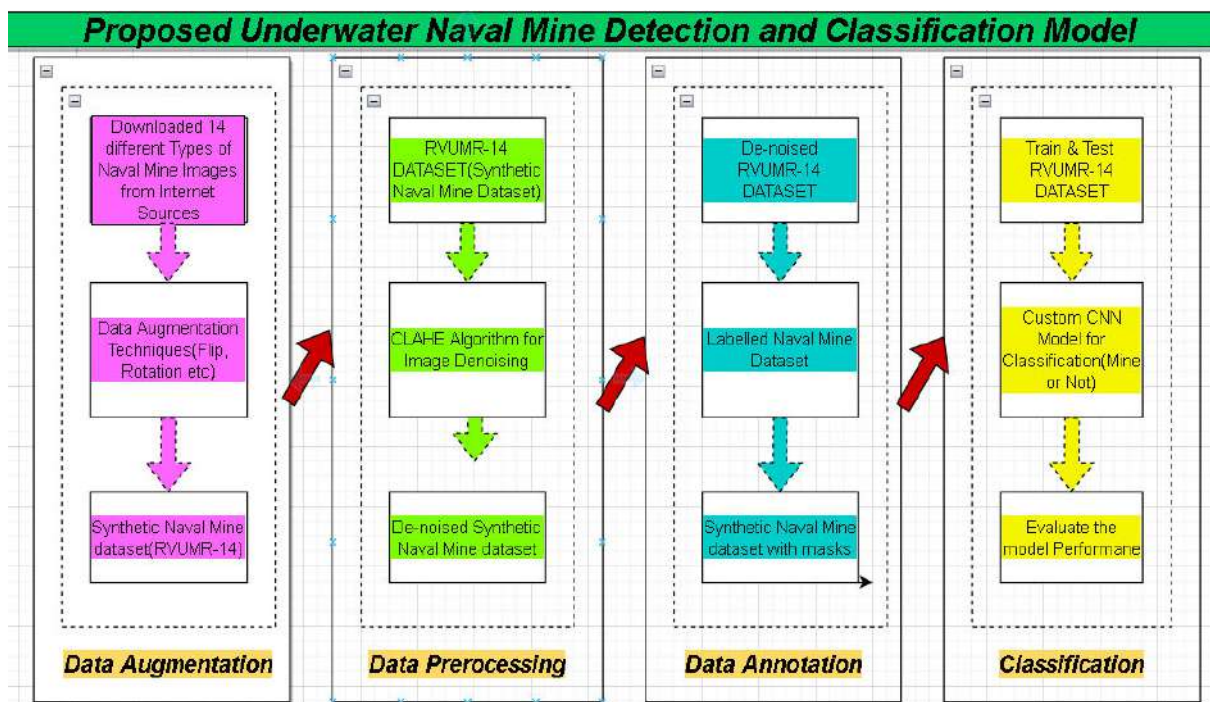 Proposed Underwater Naval Mine Detection and Classification Model
Downloaded 14
different Types of
Naval Mine Images
from Internet
Sources
Data Augmentation
Techniques(Flip,
Rotation etc)
Synthetic Naval Mine
dataset(RVUMR-14)
Data Augmentation
RVUMR-14
DATASET(Synthetic
Naval Mine Dataset)
CLAHE Algorithm for
Image Denoising
De-noised Synthetic
Naval Mine dataset
Data Prerocessing
De-noised
RVUMR-14
DATASET
Labelled Naval Mine
Dataset
Synthetic Naval Mine
dataset with masks
Data Annotation
Train & Test
RVUMR-14
DATASET
Custom CNN
Model for
Classification(Mine
or Not)
Evaluate the
model Performane
Classification